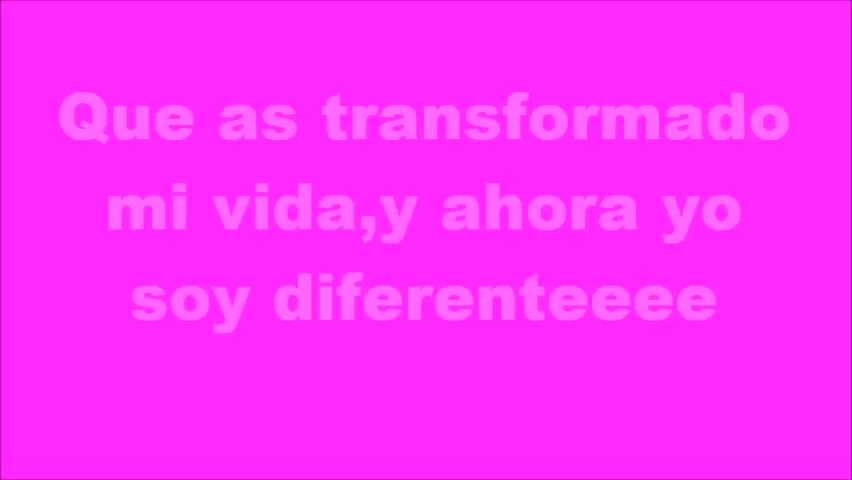 Que as transformado
mi vida,y ahora yo
soy diferenteeee